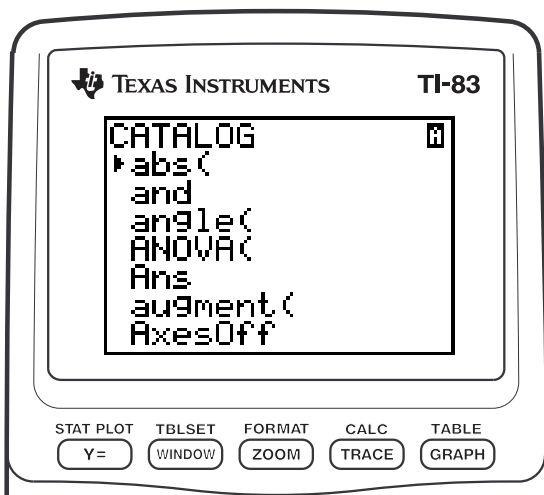 TEXAS INSTRUMENTS TI-83
CATALOG A
abs(
and
angle(
ANOVA(
Ans
augment(
AxesOff
STAT PLOT TBLSET FORMAT CALC TABLE
Y= WINDOW ZOOM TRACE GRAPH